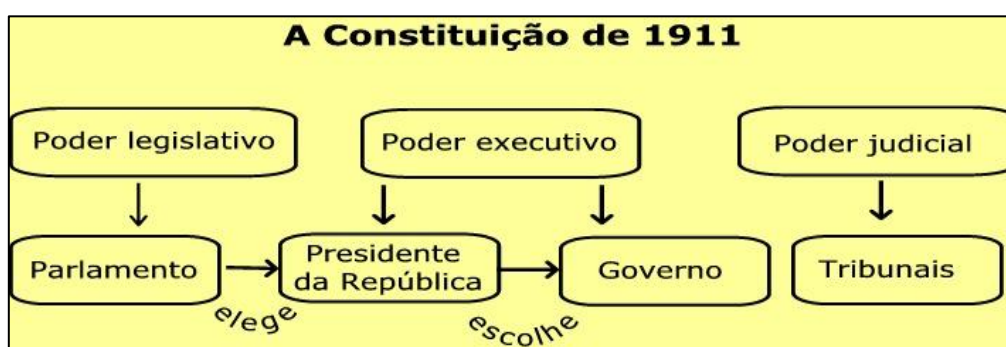 A Constituição de 1911
Poder legislativo
Poder executivo
Poder judicial
Parlamento
elege
Presidente
da República
escolhe
Governo
Tribunais